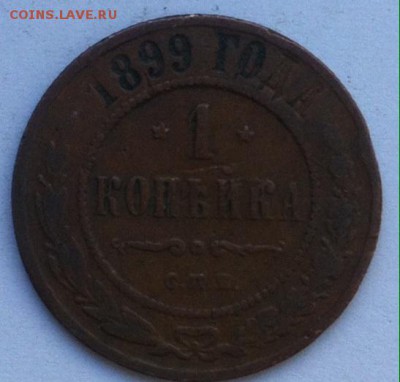 COINS.LAVE.RU
1899 ГОДА
1
КОПѢЙКА
С.П.Б.